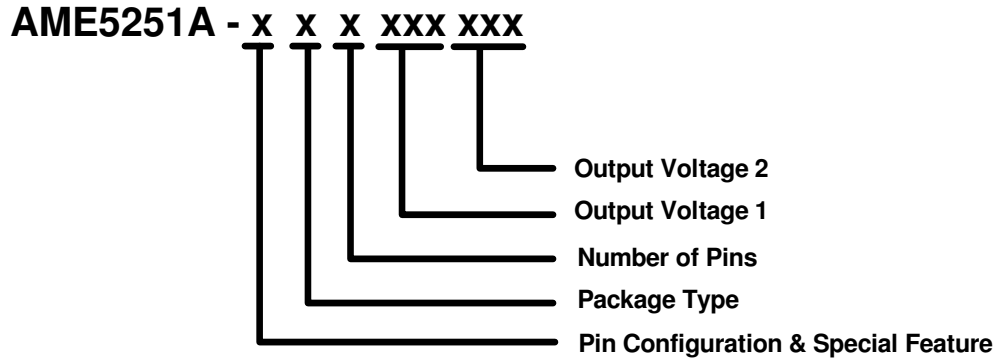 AME5251A - x x x xxx xxx
Output Voltage 2
Output Voltage 1
Number of Pins
Package Type
Pin Configuration & Special Feature